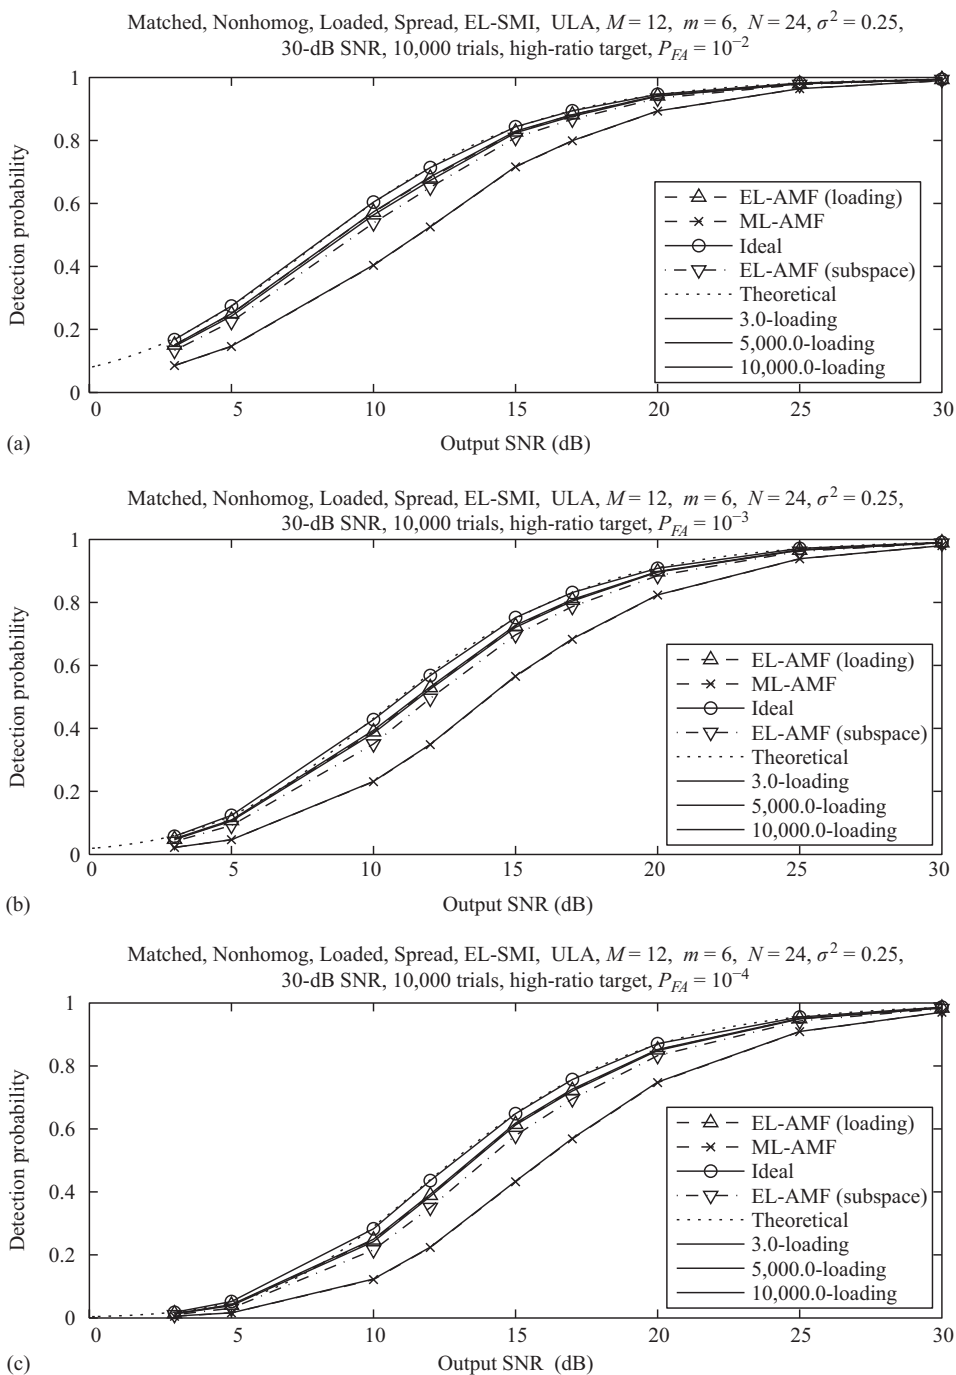 Matched, Nonhomog, Loaded, Spread, EL-SMI, ULA, M = 12, m = 6, N = 24, σ² = 0.25,
30-dB SNR, 10,000 trials, high-ratio target, P_FA = 10⁻²
1
0.8
0.6
0.4
0.2
0
Detection probability
EL-AMF (loading)
ML-AMF
Ideal
EL-AMF (subspace)
Theoretical
3.0-loading
5,000.0-loading
10,000.0-loading
0 5 10 15 20 25 30
(a) Output SNR (dB)
Matched, Nonhomog, Loaded, Spread, EL-SMI, ULA, M = 12, m = 6, N = 24, σ² = 0.25,
30-dB SNR, 10,000 trials, high-ratio target, P_FA = 10⁻³
1
0.8
0.6
0.4
0.2
0
Detection probability
EL-AMF (loading)
ML-AMF
Ideal
EL-AMF (subspace)
Theoretical
3.0-loading
5,000.0-loading
10,000.0-loading
0 5 10 15 20 25 30
(b) Output SNR (dB)
Matched, Nonhomog, Loaded, Spread, EL-SMI, ULA, M = 12, m = 6, N = 24, σ² = 0.25,
30-dB SNR, 10,000 trials, high-ratio target, P_FA = 10⁻⁴
1
0.8
0.6
0.4
0.2
0
Detection probability
EL-AMF (loading)
ML-AMF
Ideal
EL-AMF (subspace)
Theoretical
3.0-loading
5,000.0-loading
10,000.0-loading
0 5 10 15 20 25 30
(c) Output SNR (dB)